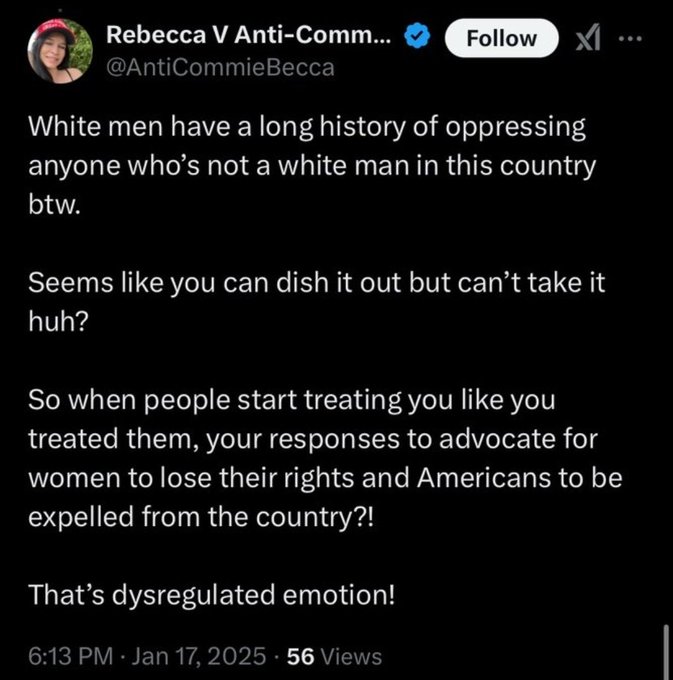 Rebecca V Anti-Comm...
Follow
@AntiCommieBecca
White men have a long history of oppressing
anyone who’s not a white man in this country
btw.
Seems like you can dish it out but can’t take it
huh?
So when people start treating you like you
treated them, your responses to advocate for
women to lose their rights and Americans to be
expelled from the country?!
That’s dysregulated emotion!
6:13 PM · Jan 17, 2025 · 56 Views